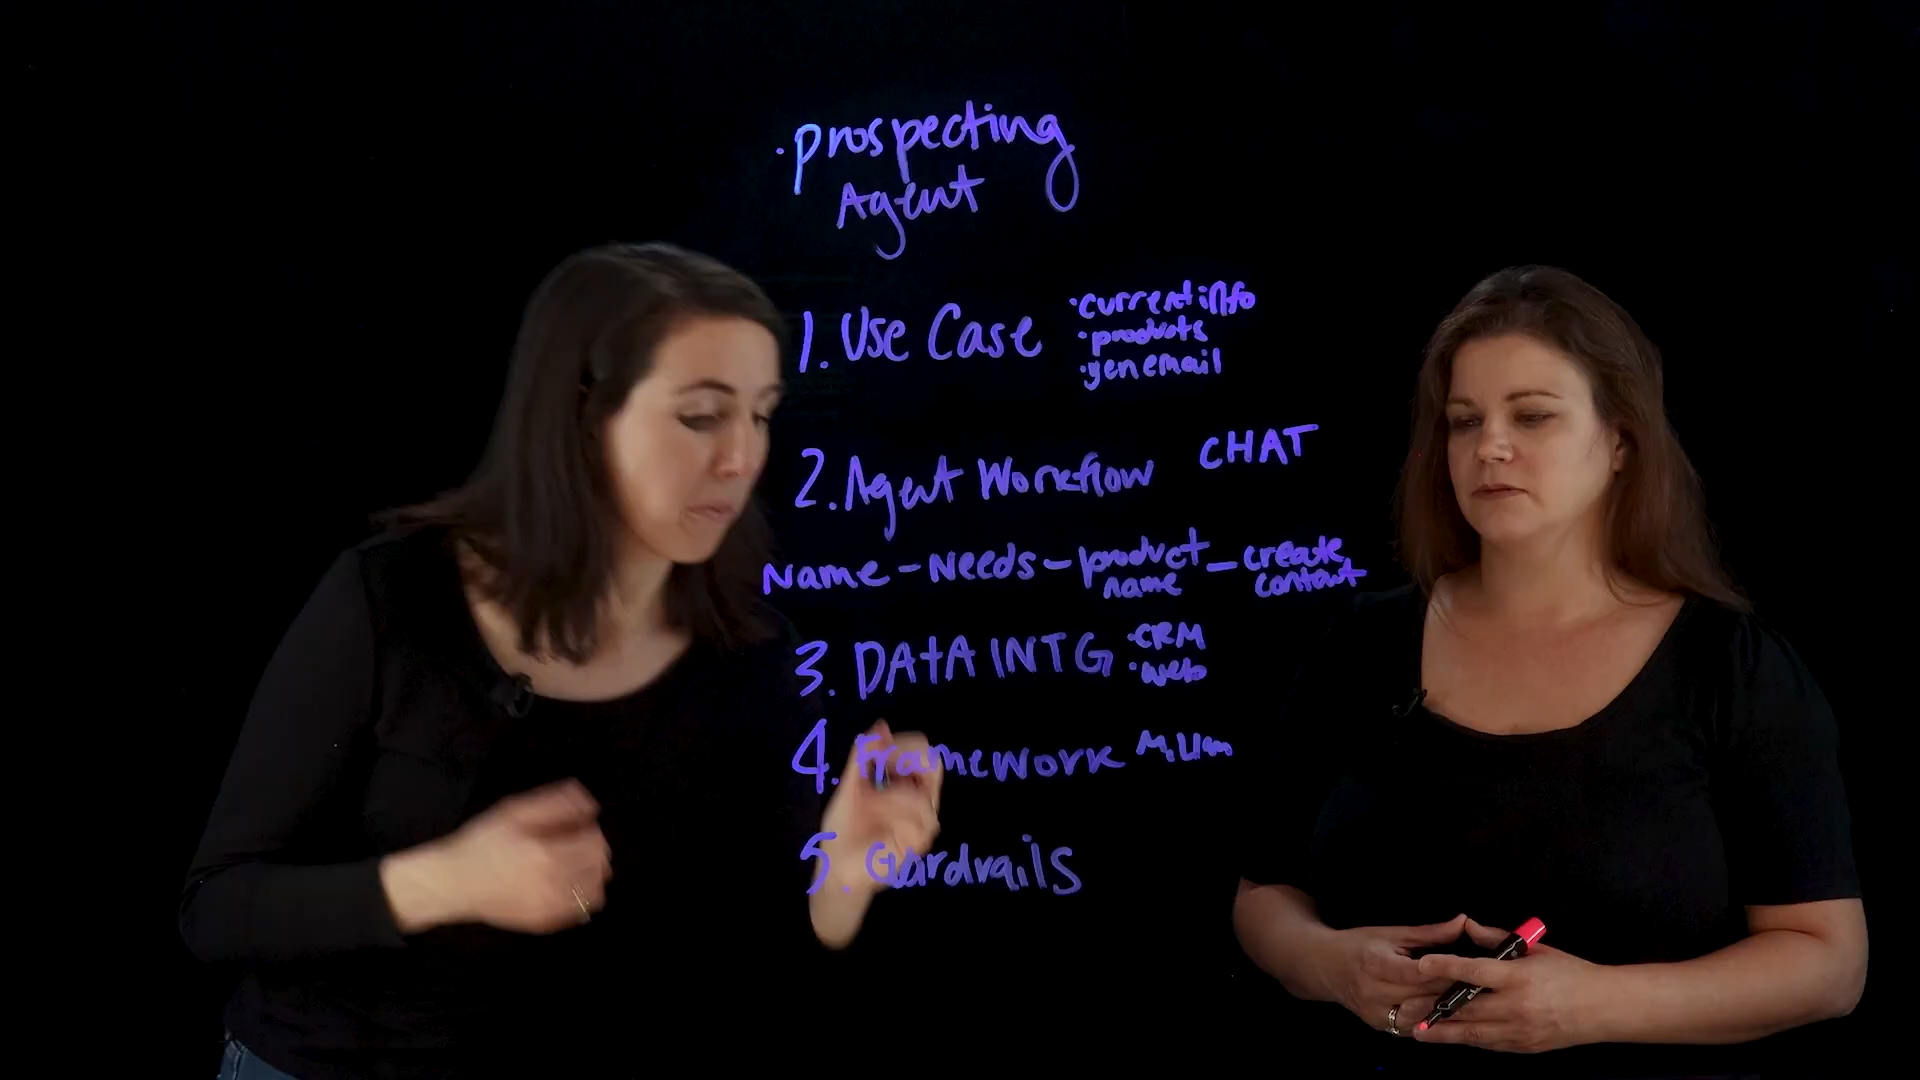 • prospecting
Agent
1. Use Case
• current info
• products
• gen email
2. Agent Workflow CHAT
Name – Needs – product name – create content
3. DATA INTG
• CRM
• web
4. Framework
5. Gardrails